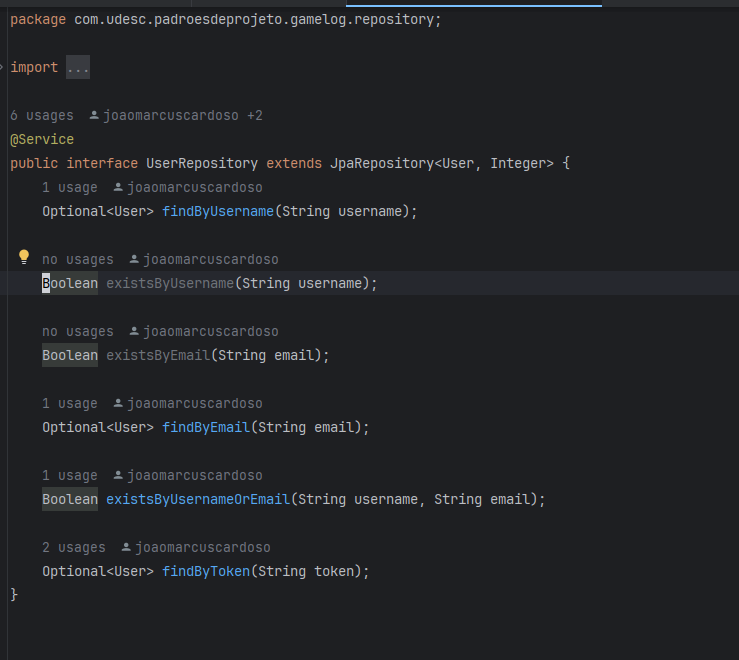 package com.udesc.padroesdeprojeto.gamelog.repository;
import ...
6 usages joaomarcuscardoso +2
@Service
public interface UserRepository extends JpaRepository<User, Integer> {
1 usage joaomarcuscardoso
Optional<User> findByUsername(String username);
no usages joaomarcuscardoso
Boolean existsByUsername(String username);
no usages joaomarcuscardoso
Boolean existsByEmail(String email);
1 usage joaomarcuscardoso
Optional<User> findByEmail(String email);
1 usage joaomarcuscardoso
Boolean existsByUsernameOrEmail(String username, String email);
2 usages joaomarcuscardoso
Optional<User> findByToken(String token);
}